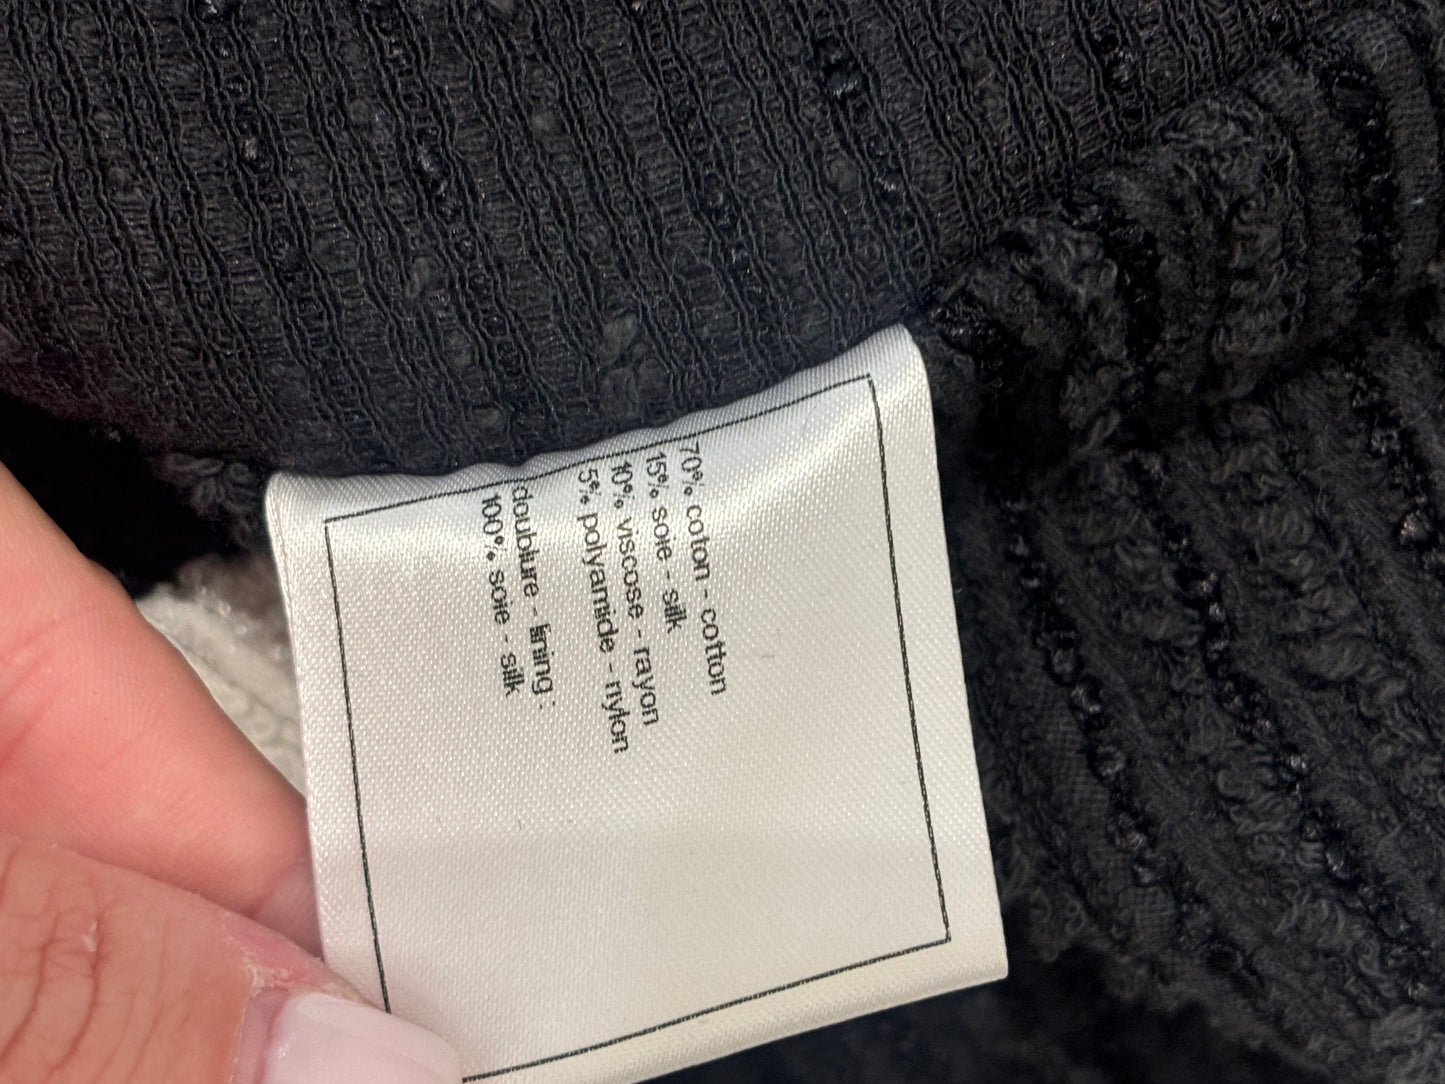 70% coton - cotton
15% soie - silk
10% viscose - rayon
5% polyamide - nylon
doublure - lining :
100% soie - silk